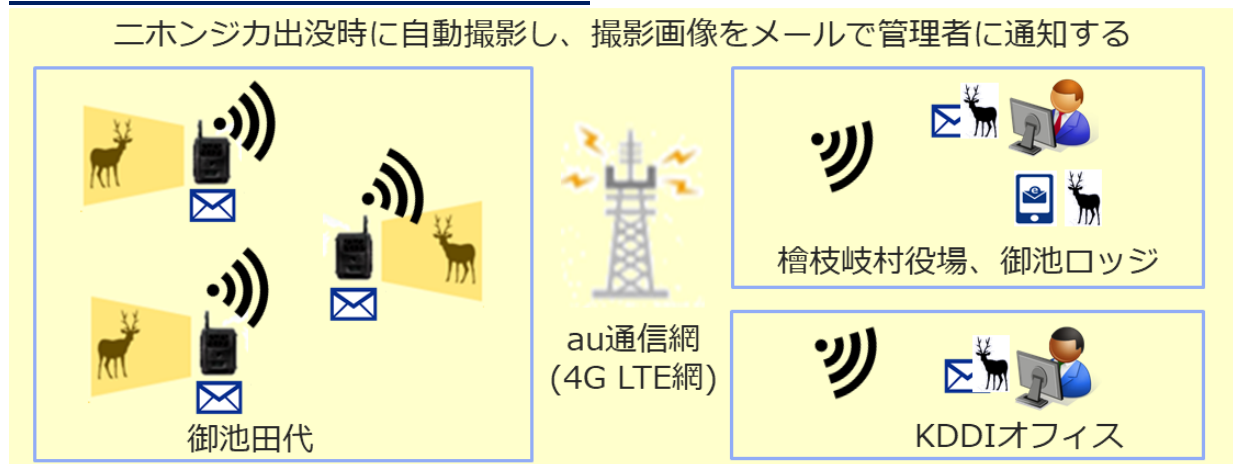 ニホンジカ出没時に自動撮影し、撮影画像をメールで管理者に通知する
御池田代
au通信網
(4G LTE網)
檜枝岐村役場、御池ロッジ
KDDIオフィス